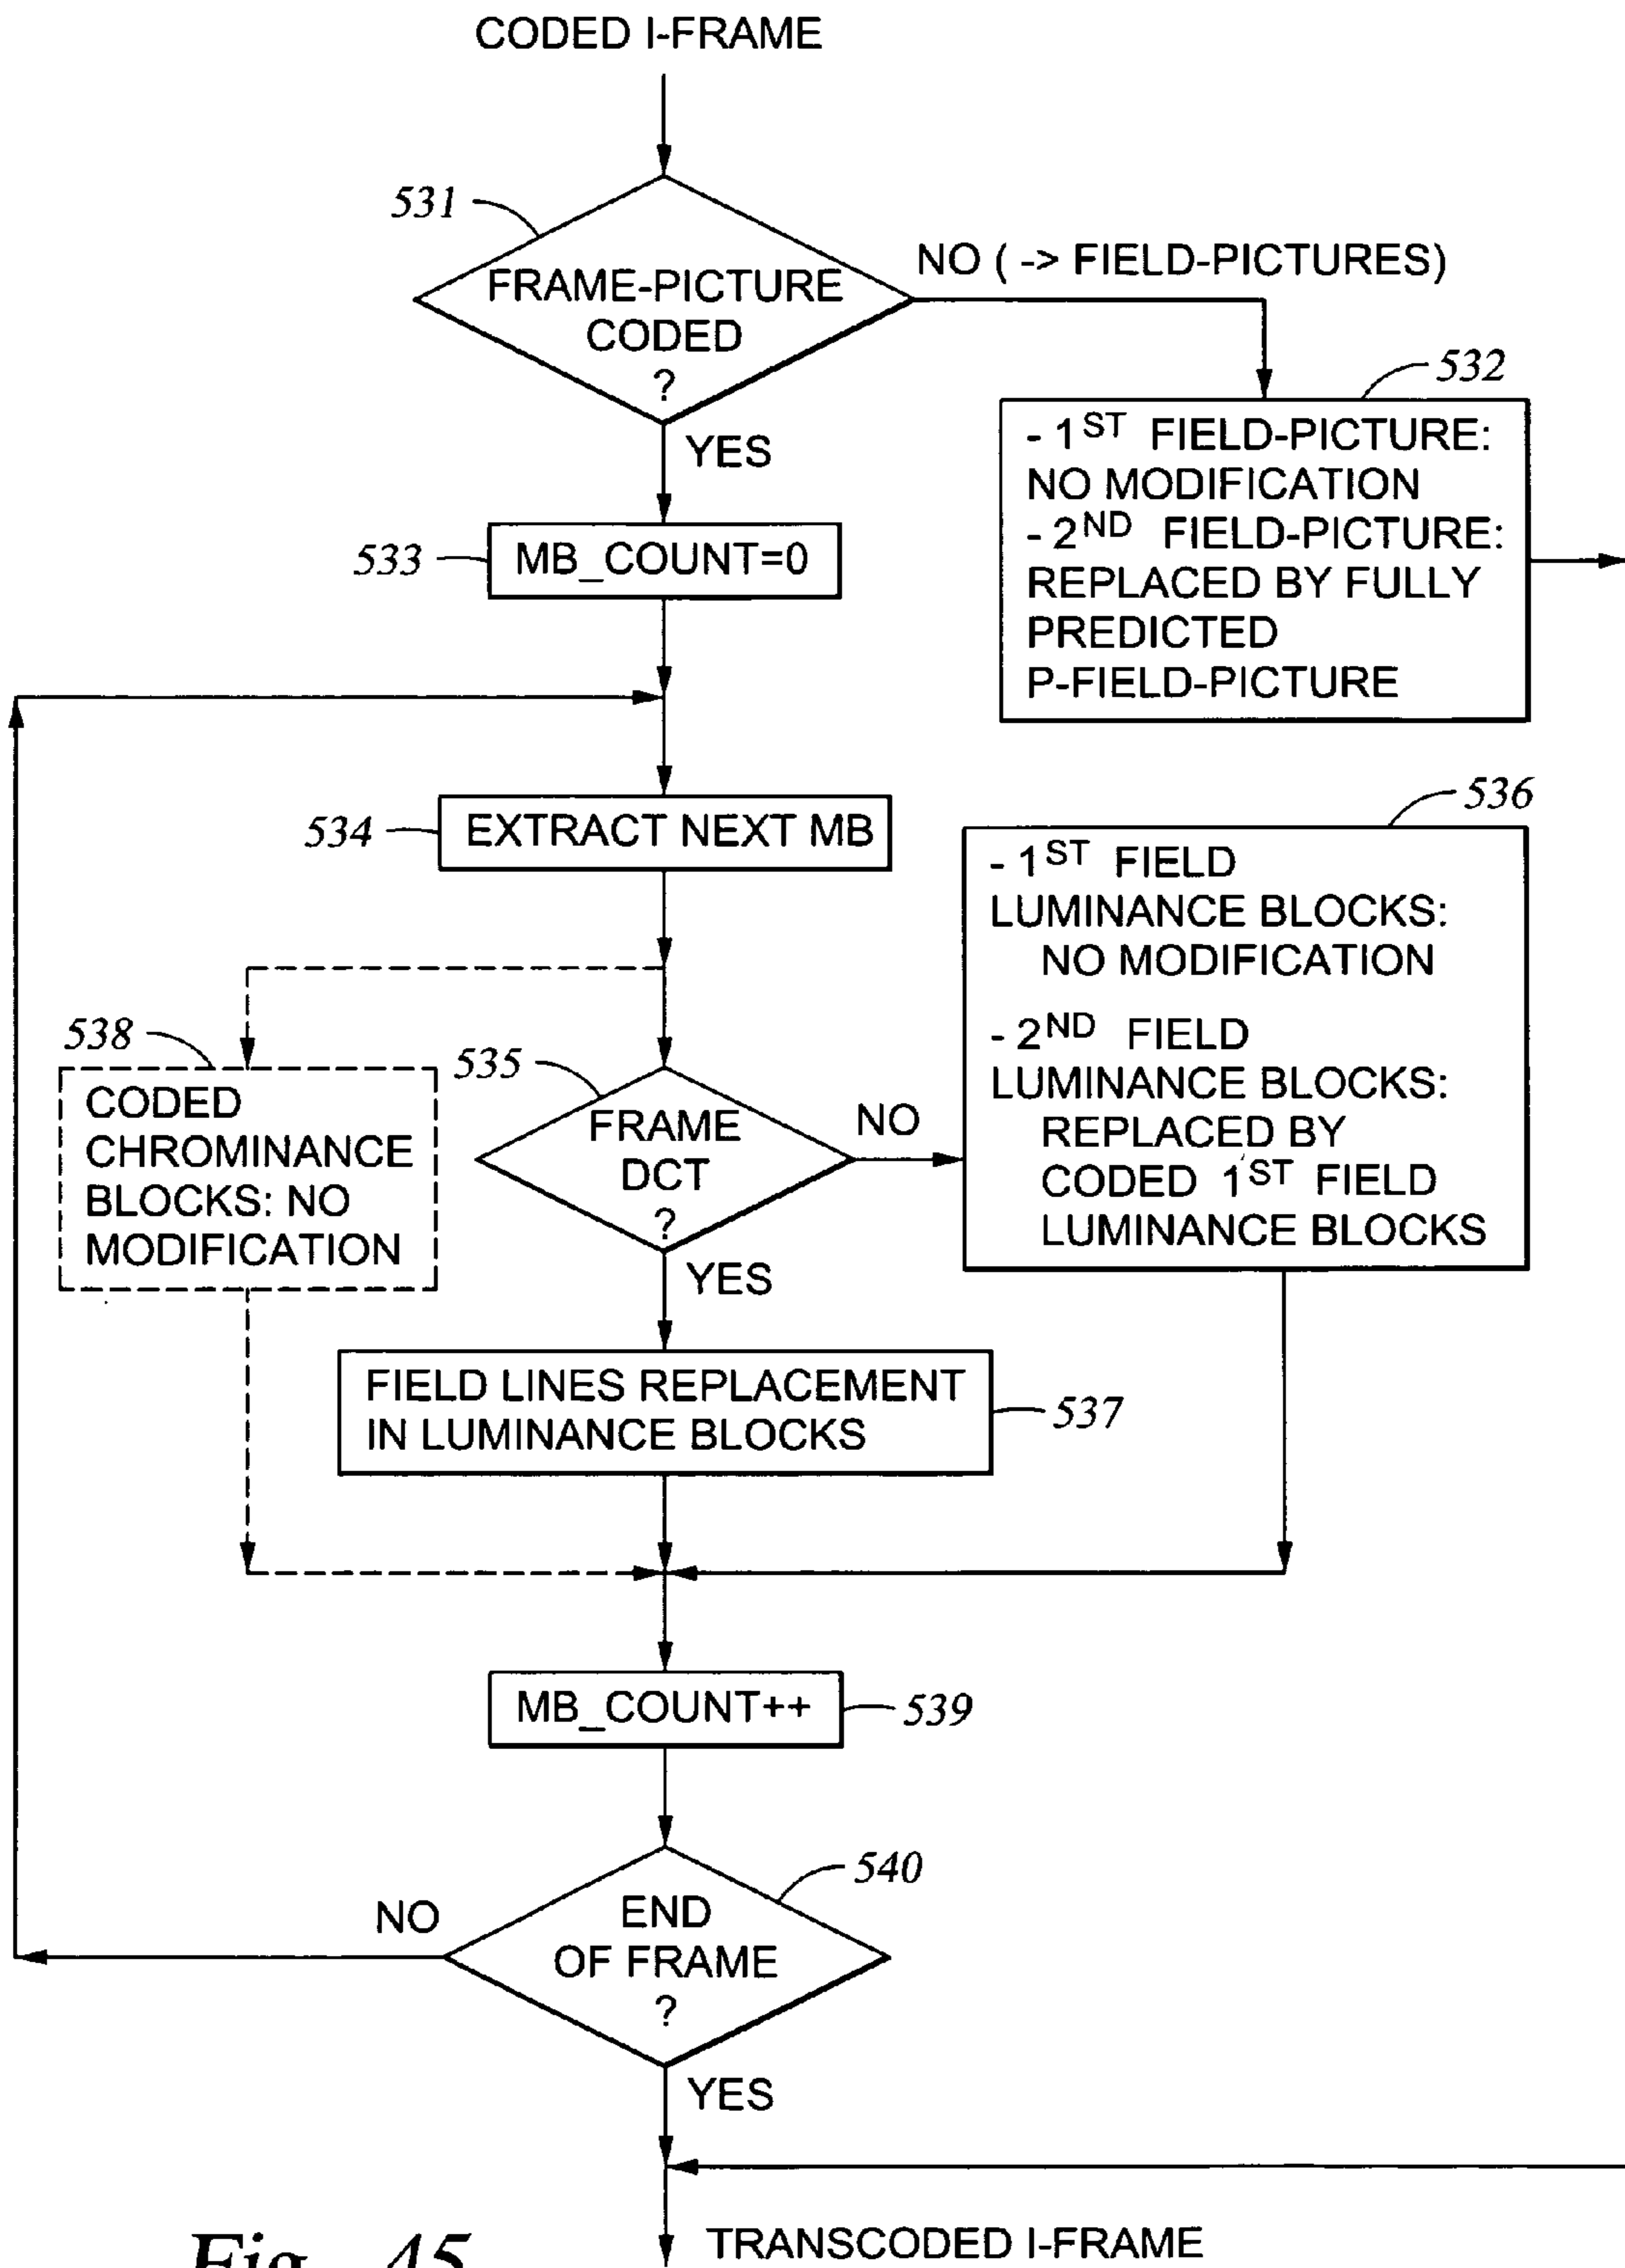 CODED I-FRAME
531
FRAME-PICTURE
CODED
?
NO ( -> FIELD-PICTURES)
YES
532
- 1ST FIELD-PICTURE:
NO MODIFICATION
- 2ND FIELD-PICTURE:
REPLACED BY FULLY
PREDICTED
P-FIELD-PICTURE
533
MB_COUNT=0
534
EXTRACT NEXT MB
536
- 1ST FIELD
LUMINANCE BLOCKS:
NO MODIFICATION
- 2ND FIELD
LUMINANCE BLOCKS:
REPLACED BY
CODED 1ST FIELD
LUMINANCE BLOCKS
538
CODED
CHROMINANCE
BLOCKS: NO
MODIFICATION
535
FRAME
DCT
?
NO
YES
FIELD LINES REPLACEMENT
IN LUMINANCE BLOCKS
537
MB_COUNT++
539
540
END
OF FRAME
?
NO
YES
TRANSCODED I-FRAME
Fig. 45